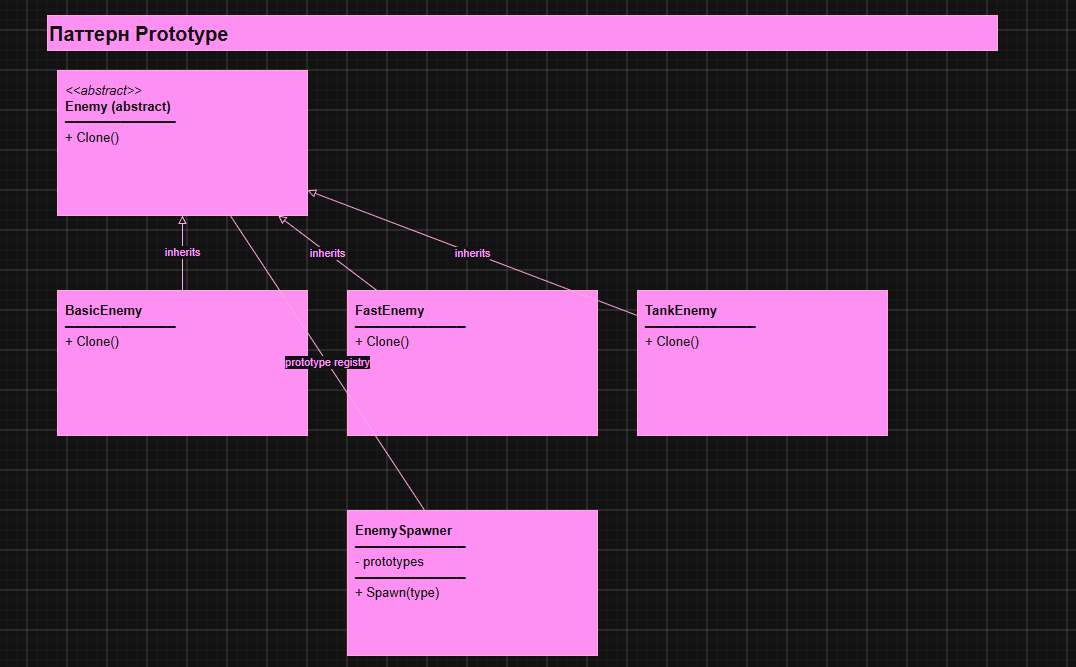 Паттерн Prototype
<<abstract>>
Enemy (abstract)
+ Clone()
inherits
inherits
inherits
BasicEnemy
+ Clone()
FastEnemy
+ Clone()
TankEnemy
+ Clone()
prototype registry
EnemySpawner
- prototypes
+ Spawn(type)